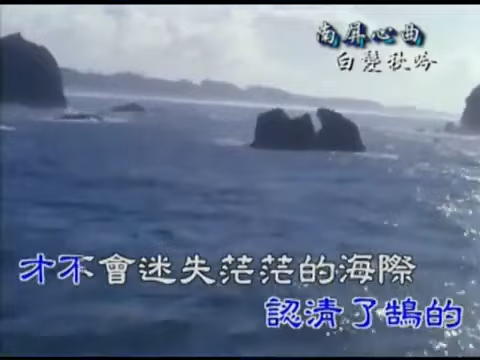 南屏心曲
白髮秋吟
才不會迷失茫茫的海際
認清了鵠的